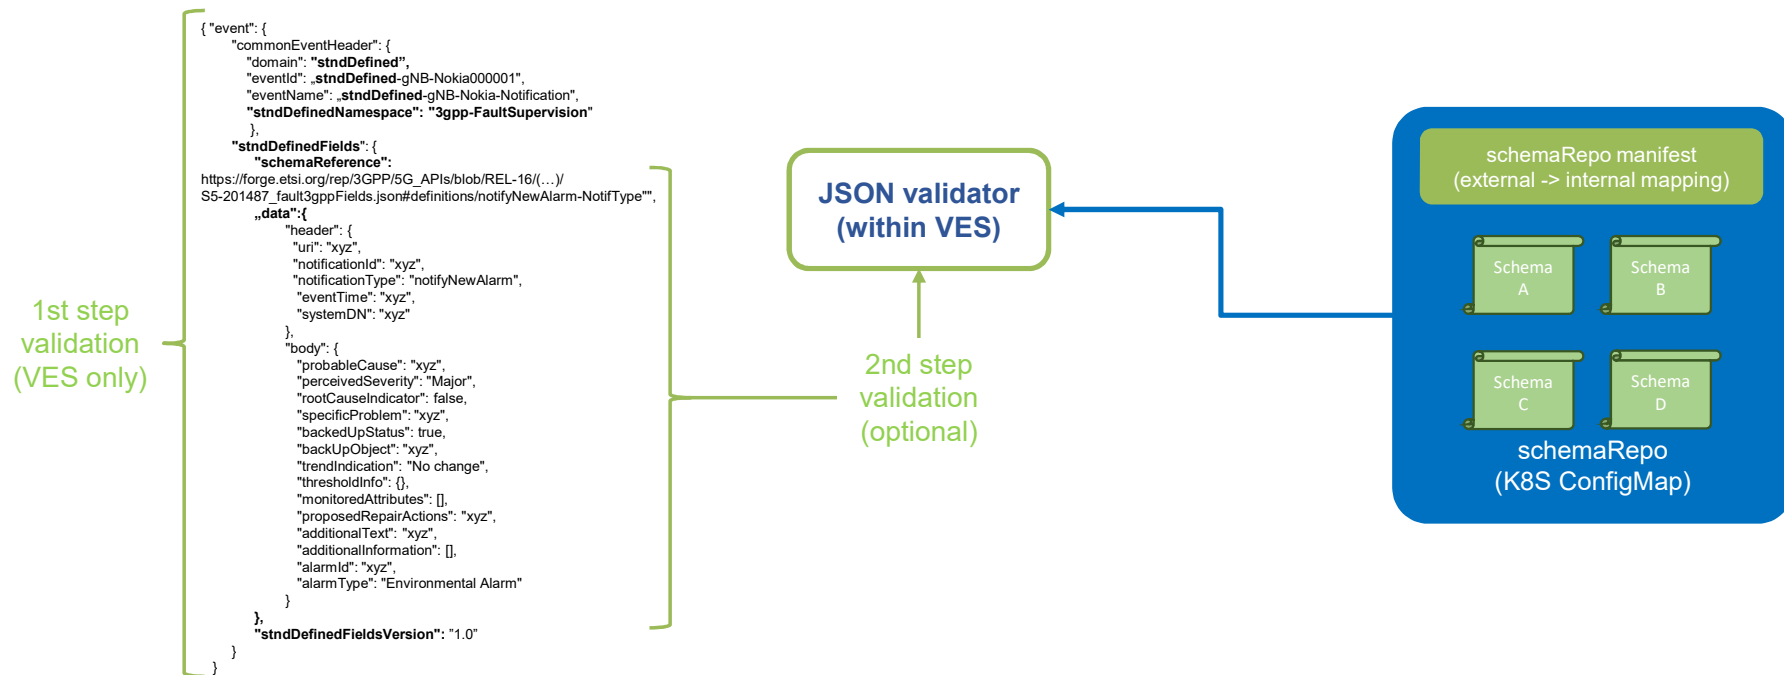 { "event": {
"commonEventHeader": {
"domain": "stndDefined”,
"eventId": „stndDefined-gNB-Nokia000001",
"eventName": „stndDefined-gNB-Nokia-Notification",
"stndDefinedNamespace": "3gpp-FaultSupervision"
},
"stndDefinedFields": {
"schemaReference":
https://forge.etsi.org/rep/3GPP/5G_APIs/blob/REL-16/(…)/
S5-201487_fault3gppFields.json#definitions/notifyNewAlarm-NotifType"",
„data":{
"header": {
"uri": "xyz",
"notificationId": "xyz",
"notificationType": "notifyNewAlarm",
"eventTime": "xyz",
"systemDN": "xyz"
},
"body": {
"probableCause": "xyz",
"perceivedSeverity": "Major",
"rootCauseIndicator": false,
"specificProblem": "xyz",
"backedUpStatus": true,
"backUpObject": "xyz",
"trendIndication": "No change",
"thresholdInfo": {},
"monitoredAttributes": [],
"proposedRepairActions": "xyz",
"additionalText": "xyz",
"additionalInformation": [],
"alarmId": "xyz",
"alarmType": "Environmental Alarm"
}
},
"stndDefinedFieldsVersion": ”1.0”
}
}
1st step
validation
(VES only)
JSON validator
(within VES)
2nd step
validation
(optional)
schemaRepo manifest
(external -> internal mapping)
Schema
A
Schema
B
Schema
C
Schema
D
schemaRepo
(K8S ConfigMap)